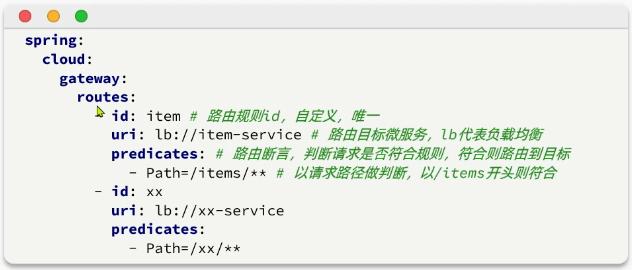 spring:
  cloud:
    gateway:
      routes:
        - id: item # 路由规则id，自定义，唯一
          uri: lb://item-service # 路由目标微服务，lb代表负载均衡
          predicates: # 路由断言，判断请求是否符合规则，符合则路由到目标
            - Path=/items/** # 以请求路径做判断，以/items开头则符合
        - id: xx
          uri: lb://xx-service
          predicates:
            - Path=/xx/**